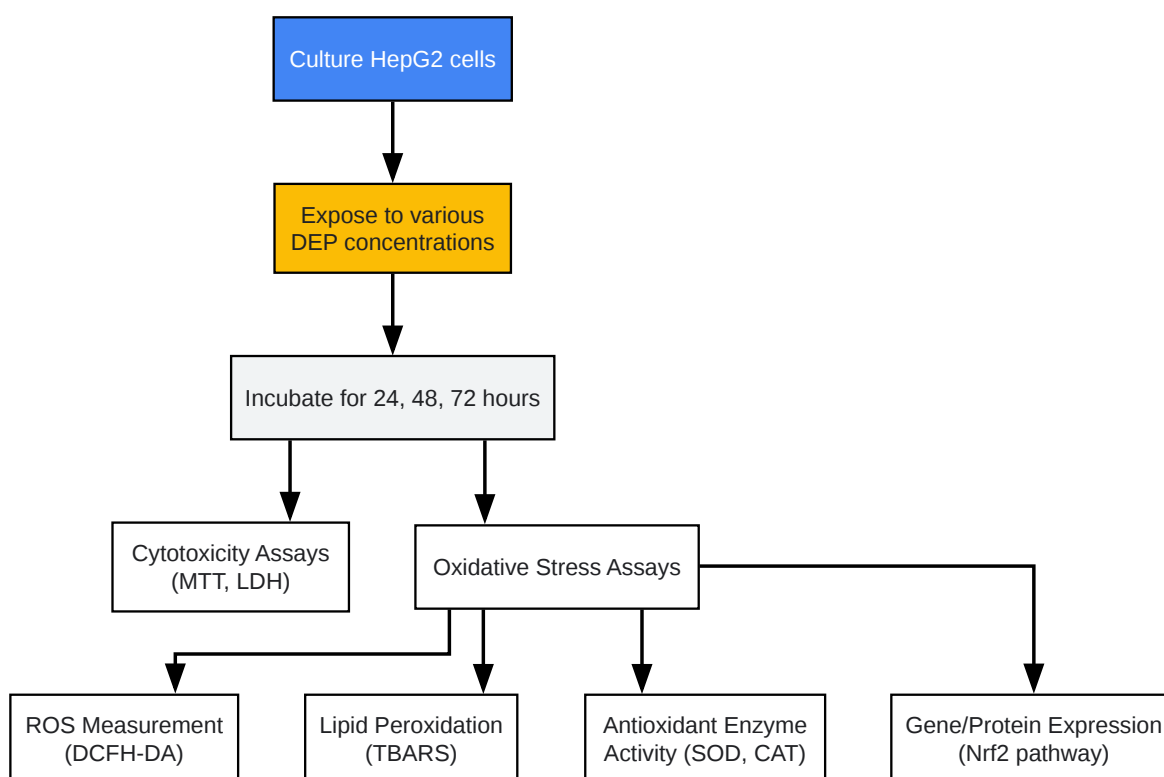 Culture HepG2 cells
Expose to various
DEP concentrations
Incubate for 24, 48, 72 hours
Cytotoxicity Assays
(MTT, LDH)
Oxidative Stress Assays
ROS Measurement
(DCFH-DA)
Lipid Peroxidation
(TBARS)
Antioxidant Enzyme
Activity (SOD, CAT)
Gene/Protein Expression
(Nrf2 pathway)